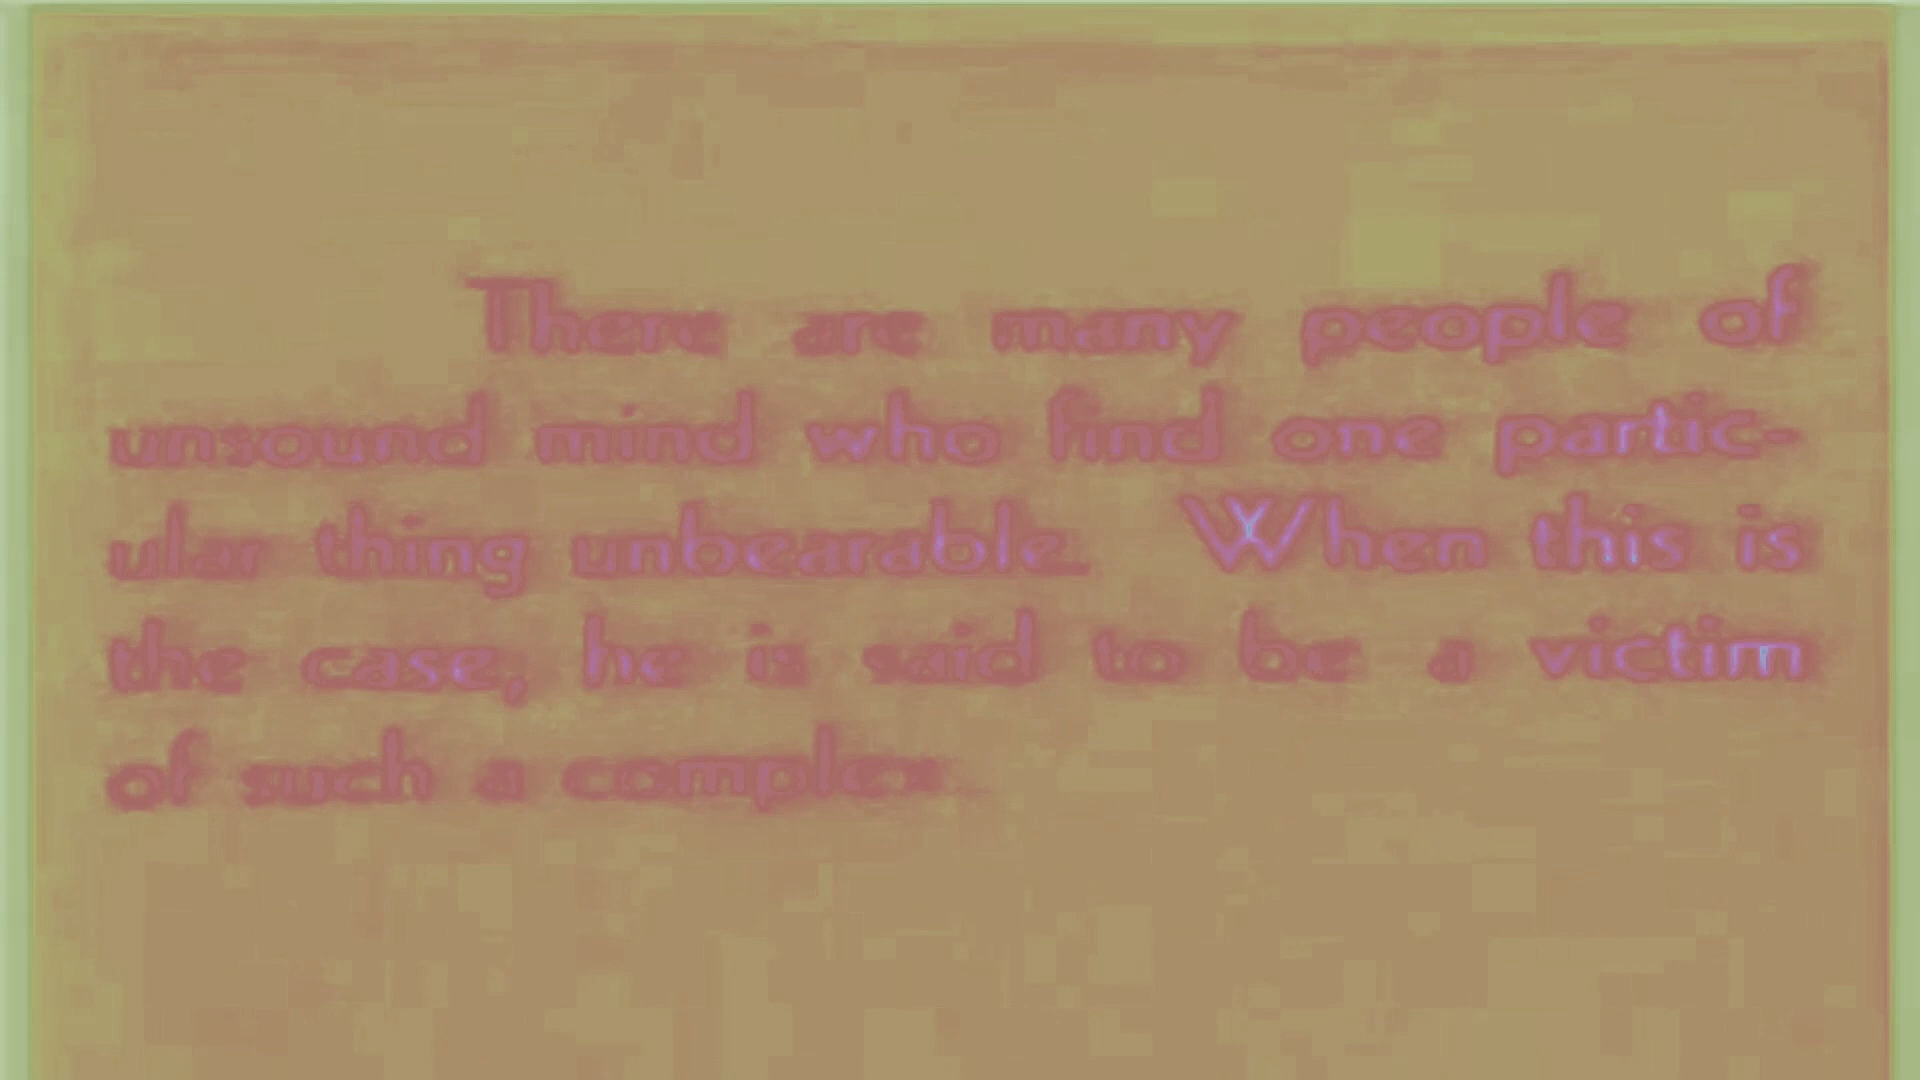 There are many people of
unsound mind who find one partic-
ular thing unbearable. When this is
the case, he is said to be a victim
of such a complex.